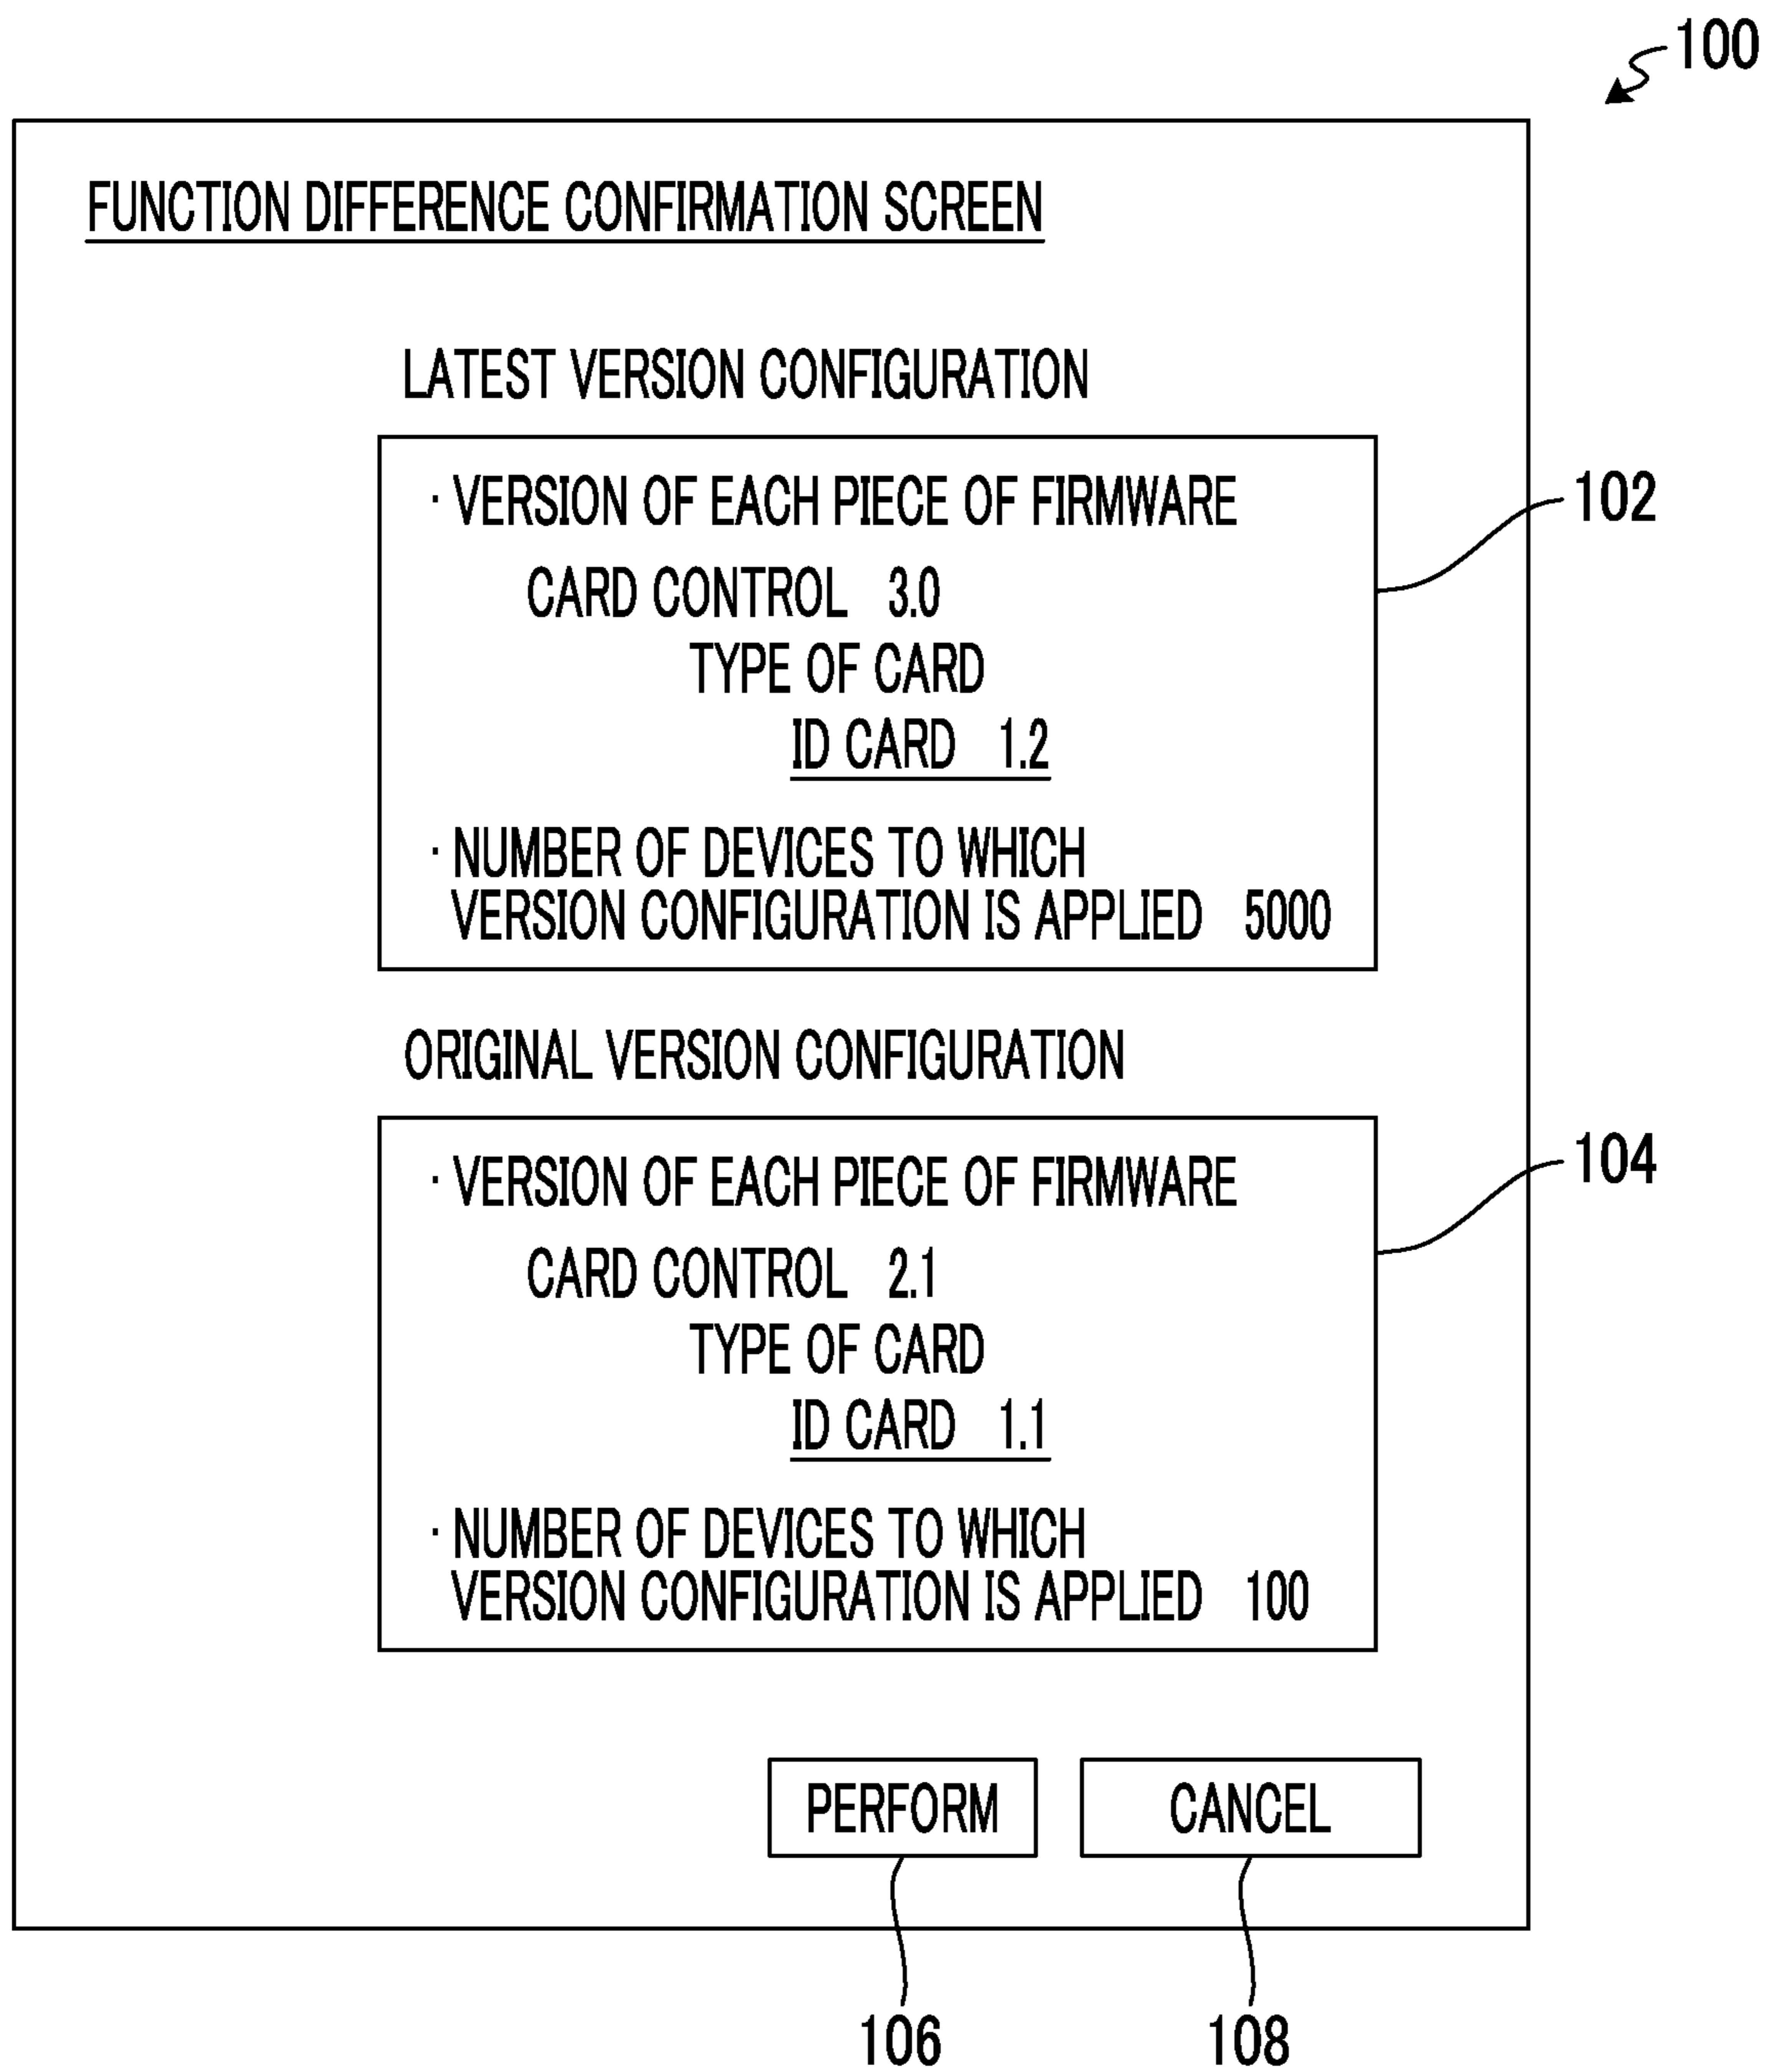 100
FUNCTION DIFFERENCE CONFIRMATION SCREEN
LATEST VERSION CONFIGURATION
· VERSION OF EACH PIECE OF FIRMWARE
102
CARD CONTROL 3.0
TYPE OF CARD
ID CARD 1.2
· NUMBER OF DEVICES TO WHICH
VERSION CONFIGURATION IS APPLIED 5000
ORIGINAL VERSION CONFIGURATION
· VERSION OF EACH PIECE OF FIRMWARE
104
CARD CONTROL 2.1
TYPE OF CARD
ID CARD 1.1
· NUMBER OF DEVICES TO WHICH
VERSION CONFIGURATION IS APPLIED 100
PERFORM CANCEL
106 108